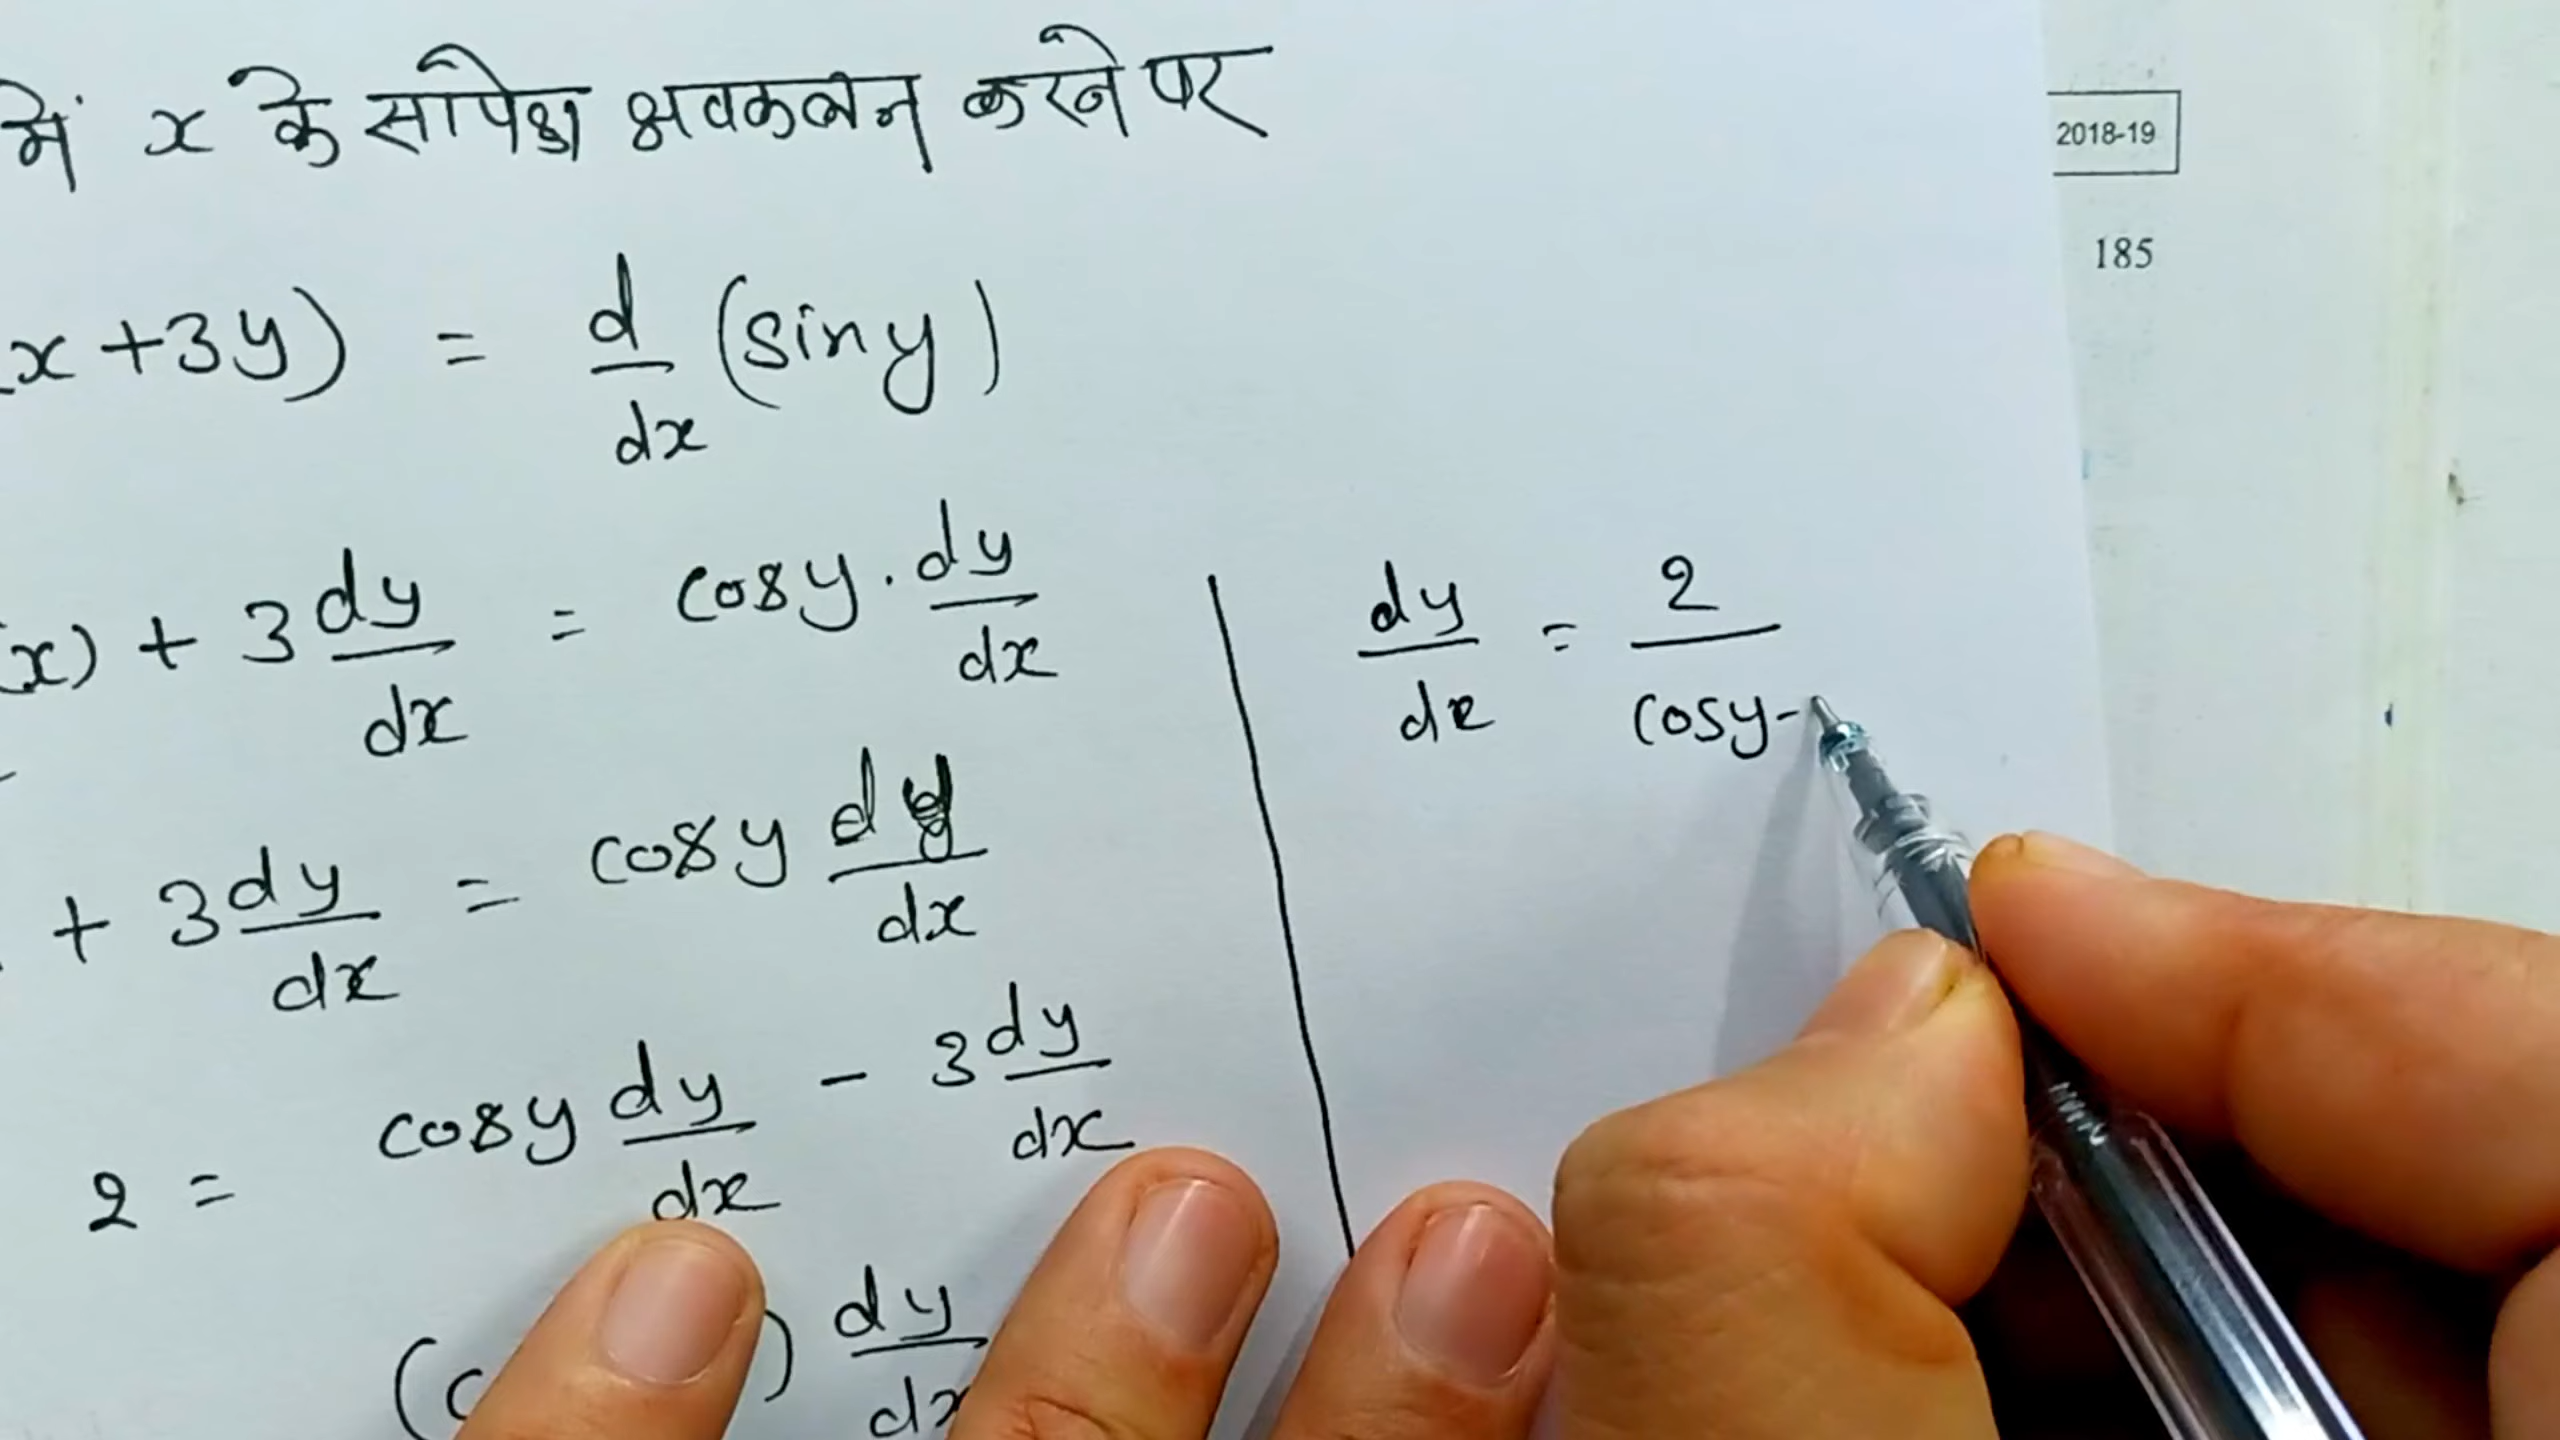 में x के सापेक्ष अवकलन करने पर
x + 3y) = d/dx (sin y)
x) + 3 dy/dx = cos y . dy/dx
+ 3 dy/dx = cos y dy/dx
2 = cos y dy/dx - 3 dy/dx
(c ) dy/dx
dy/dx = 2/cos y -
2018-19
185